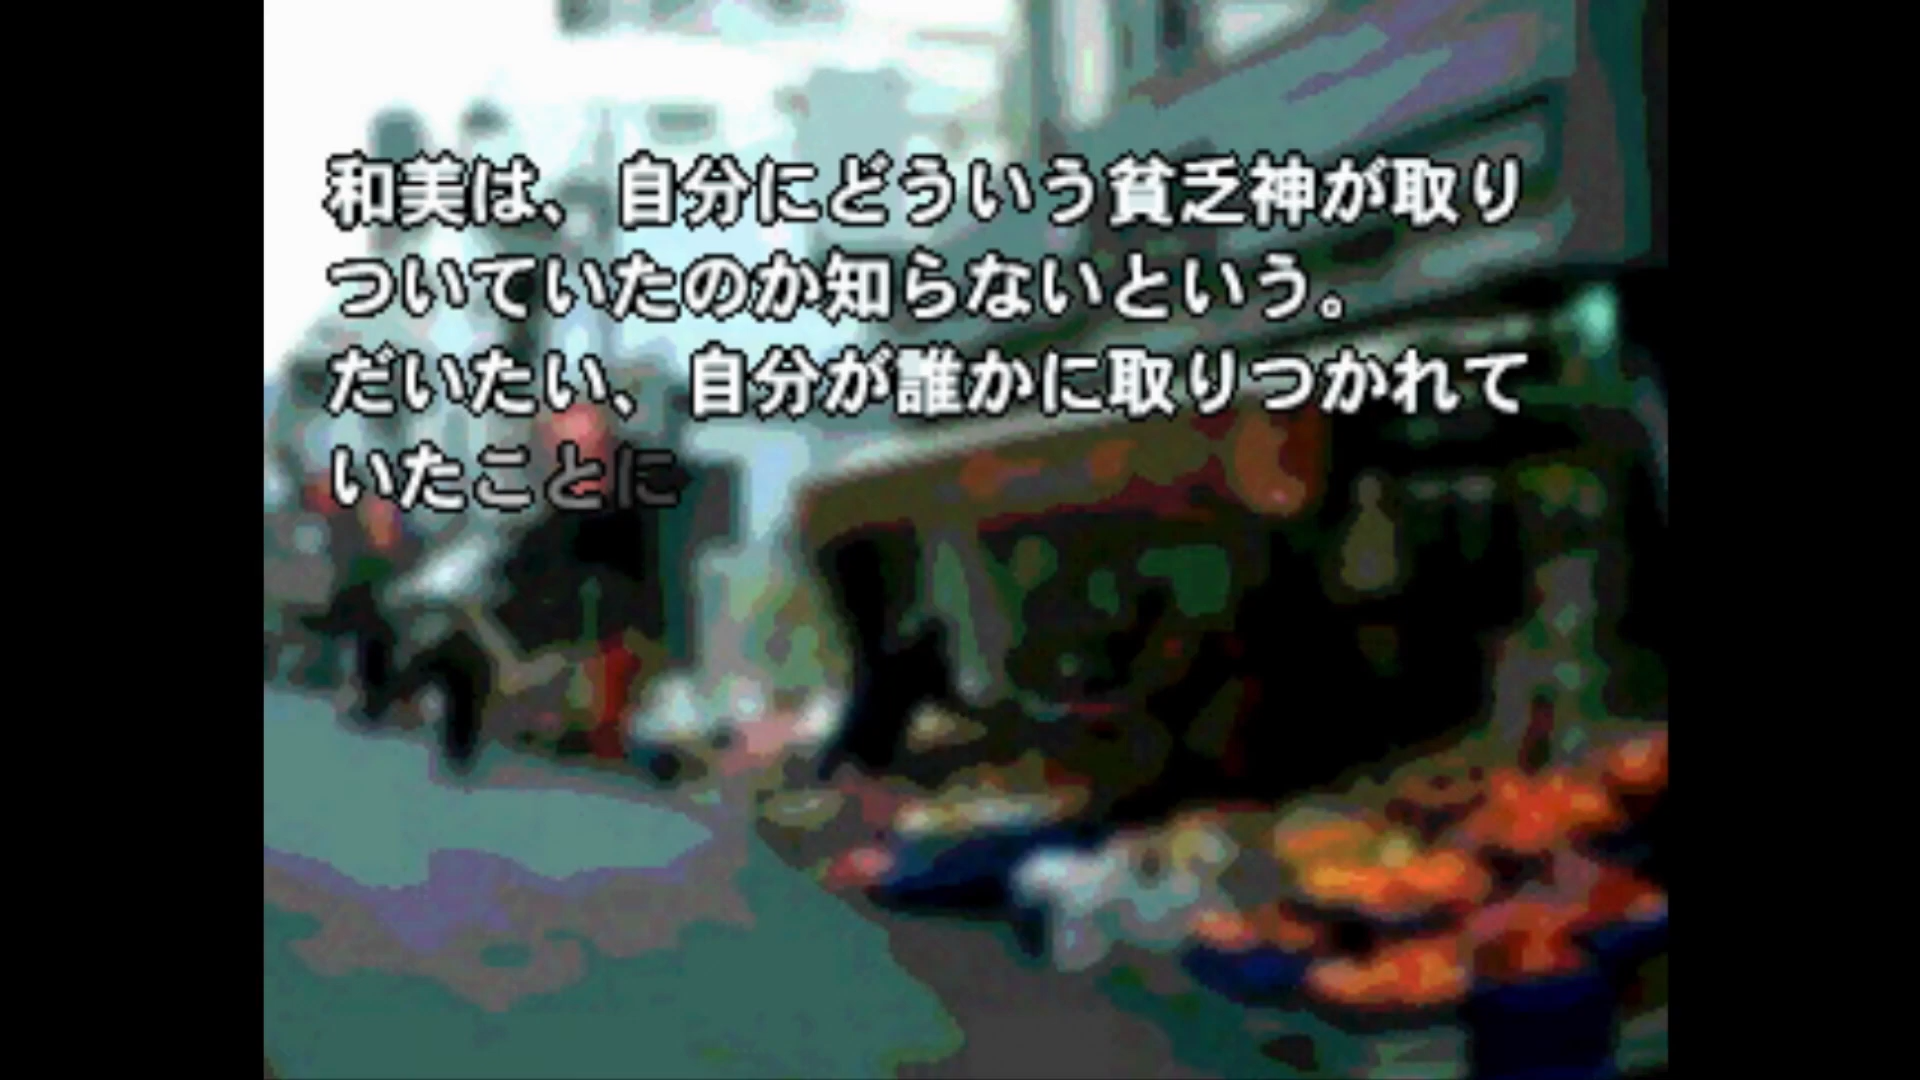 和美は、自分にどういう貧乏神が取り
ついていたのか知らないという。
だいたい、自分が誰かに取りつかれて
いたことに